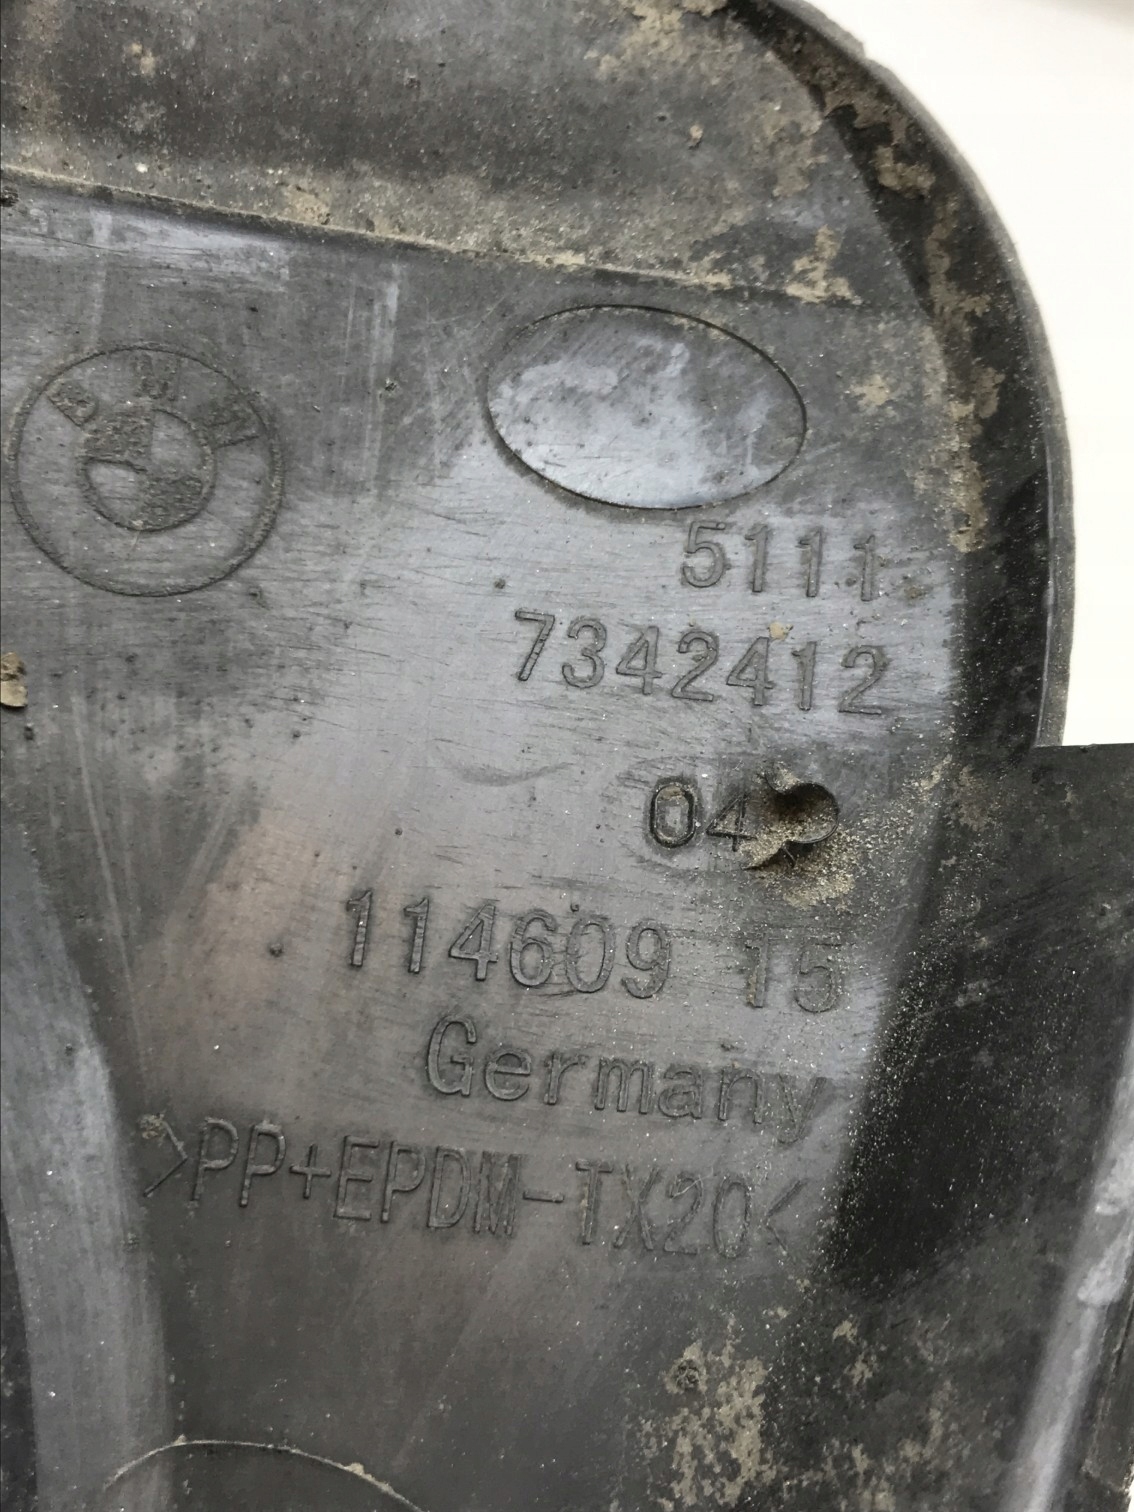 5111
7342412
04
114609 15
Germany
>PP+EPDM-TX20<